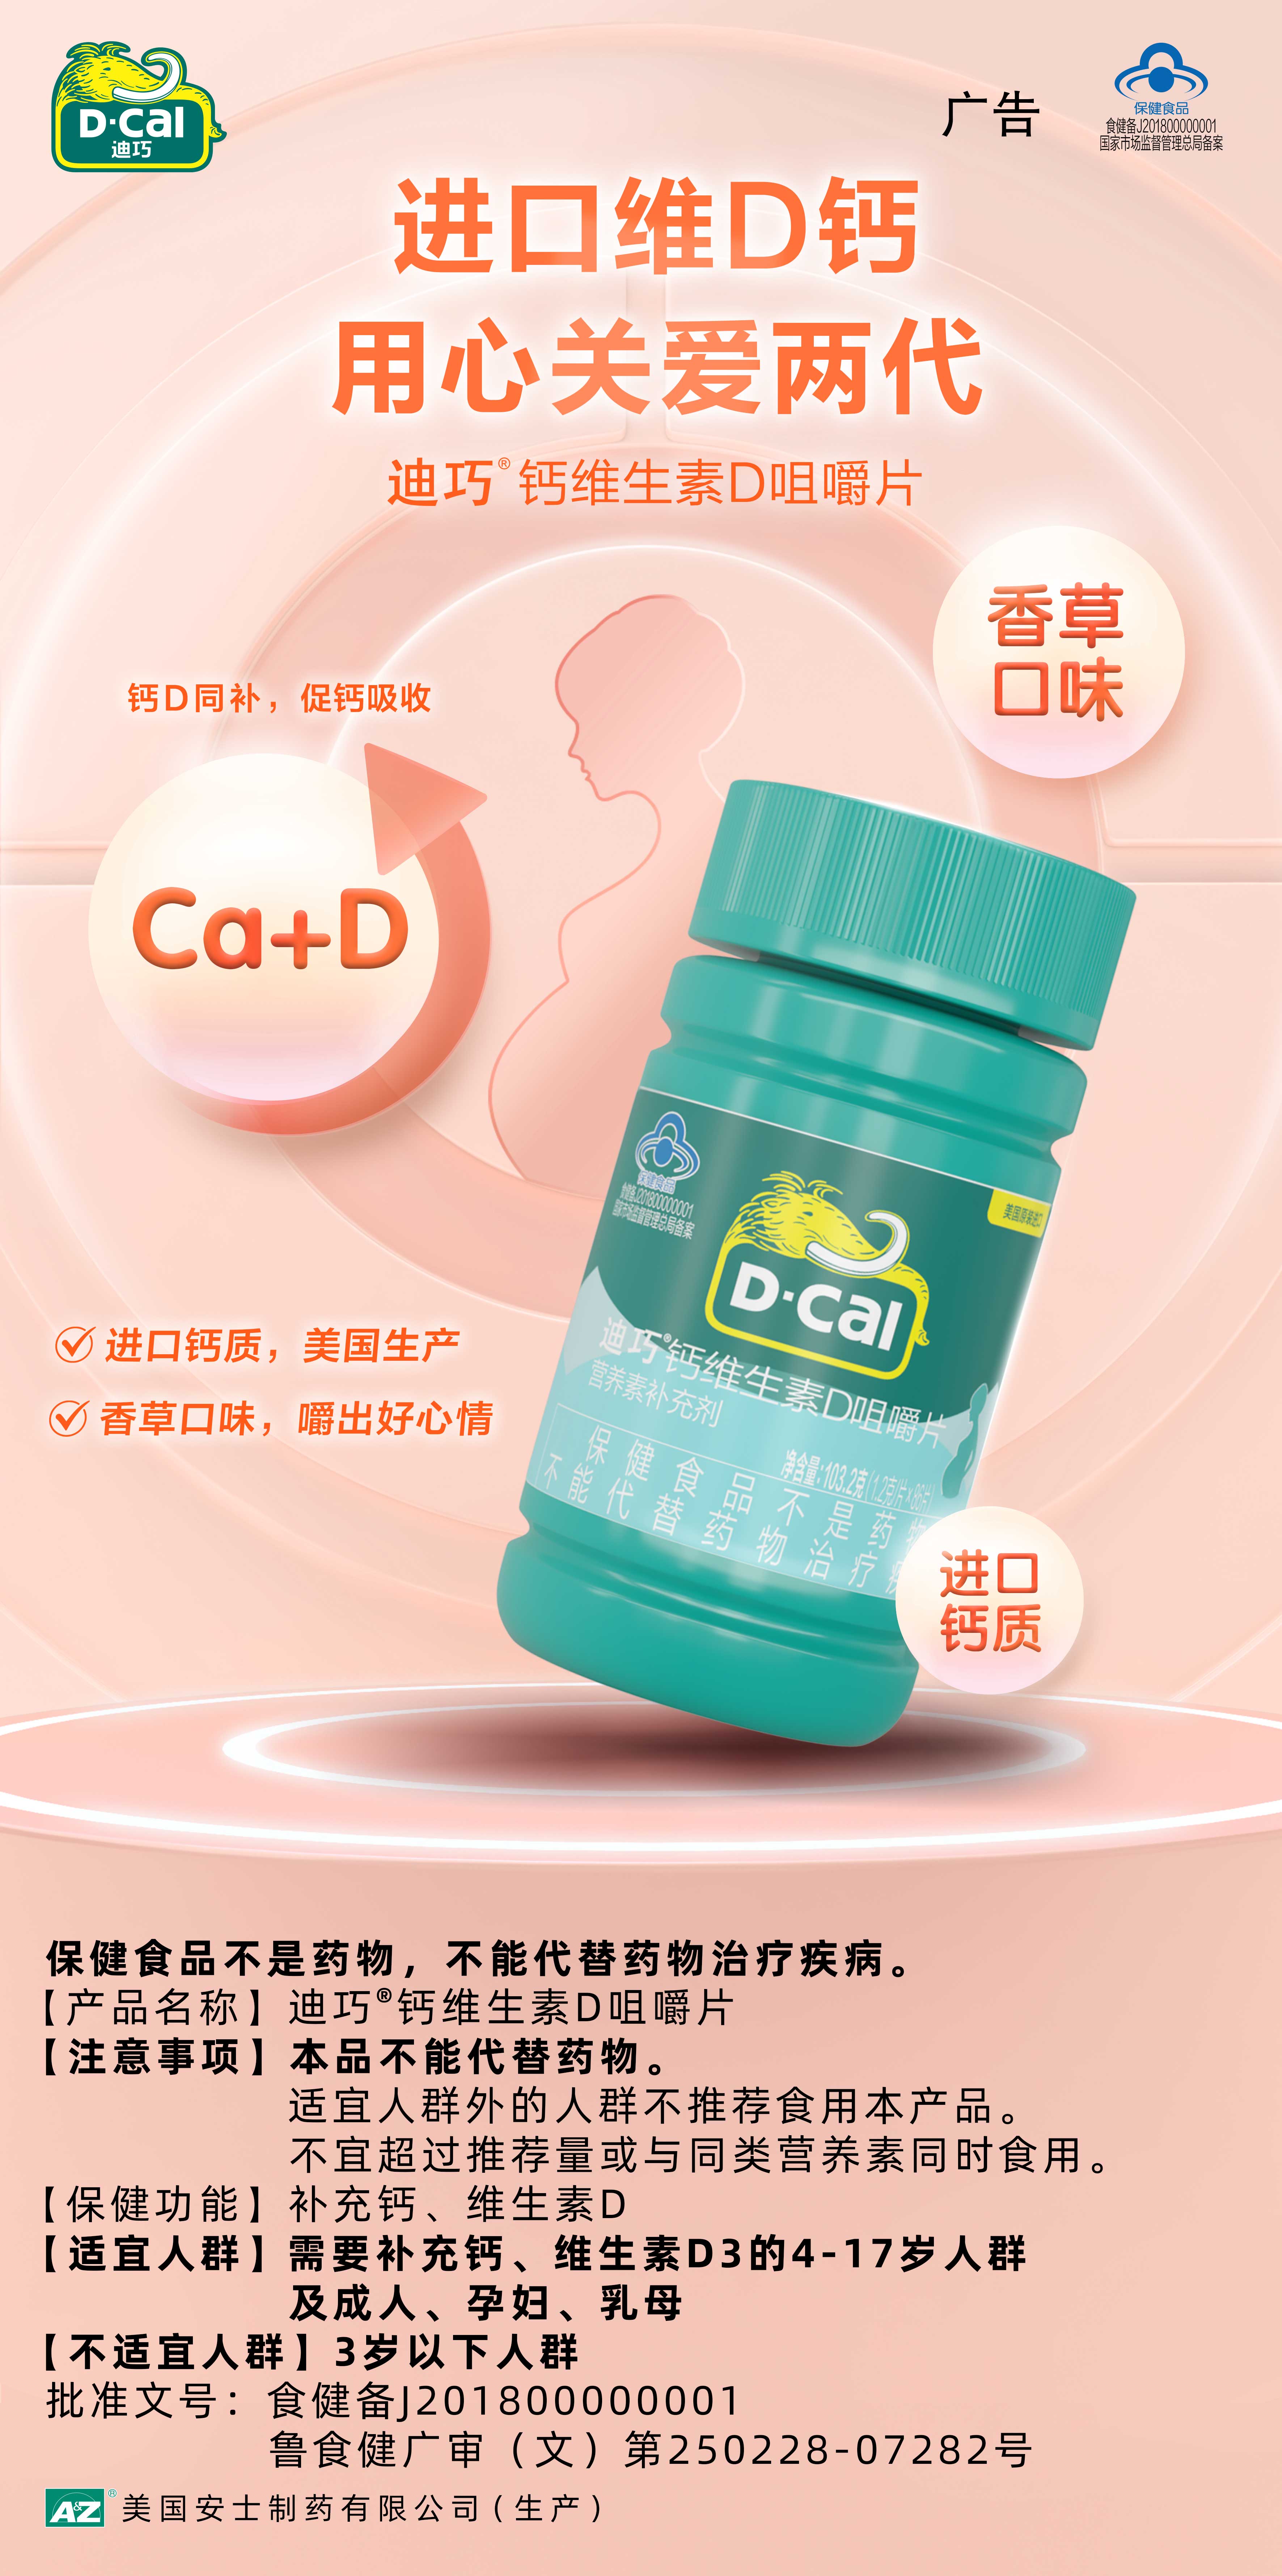 D·Cal
迪巧
广告
保健食品
食健备J201800000001
国家市场监督管理总局备案
进口维D钙
用心关爱两代
迪巧®钙维生素D咀嚼片
香草
口味
钙D同补，促钙吸收
Ca+D
保健食品
食健备J201800000001
国家市场监督管理总局备案
美国原装进口
D·Cal
迪巧®钙维生素D咀嚼片
营养素补充剂
净含量:103.2克(1.2克/片×86片)
保健食品不是药物
不能代替药物治疗
进口钙质，美国生产
香草口味，嚼出好心情
进口
钙质
保健食品不是药物，不能代替药物治疗疾病。
【产品名称】迪巧®钙维生素D咀嚼片
【注意事项】本品不能代替药物。
适宜人群外的人群不推荐食用本产品。
不宜超过推荐量或与同类营养素同时食用。
【保健功能】补充钙、维生素D
【适宜人群】需要补充钙、维生素D3的4-17岁人群
及成人、孕妇、乳母
【不适宜人群】3岁以下人群
批准文号：食健备J201800000001
鲁食健广审（文）第250228-07282号
A&Z® 美国安士制药有限公司(生产)